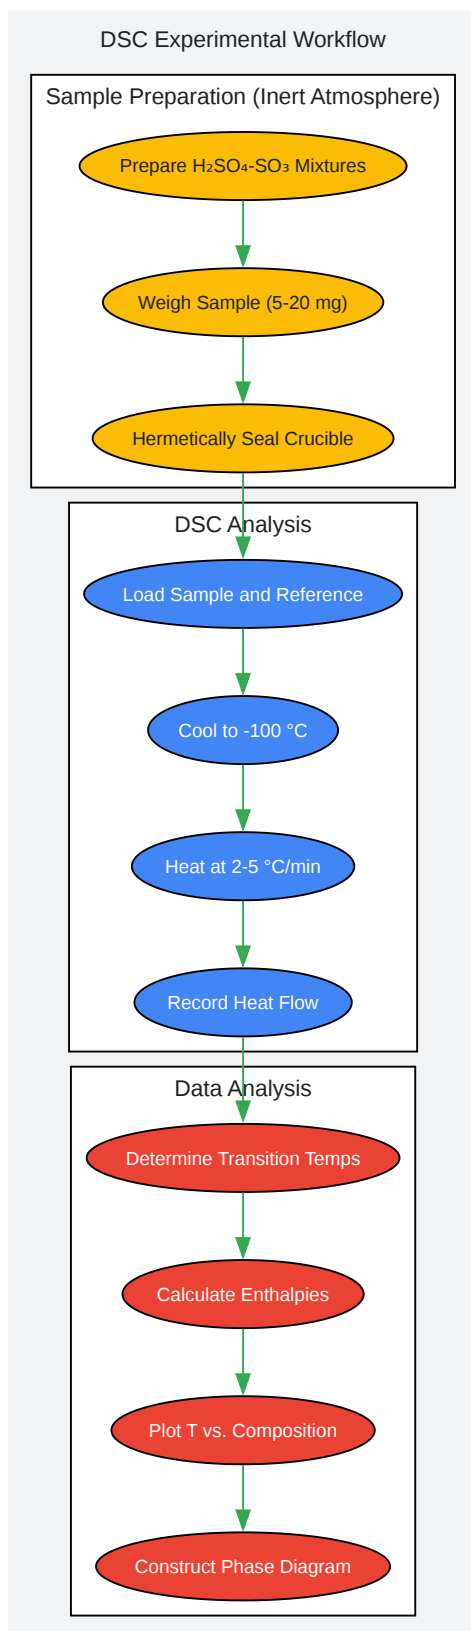 DSC Experimental Workflow
Sample Preparation (Inert Atmosphere)
Prepare H₂SO₄-SO₃ Mixtures
Weigh Sample (5-20 mg)
Hermetically Seal Crucible
DSC Analysis
Load Sample and Reference
Cool to -100 °C
Heat at 2-5 °C/min
Record Heat Flow
Data Analysis
Determine Transition Temps
Calculate Enthalpies
Plot T vs. Composition
Construct Phase Diagram